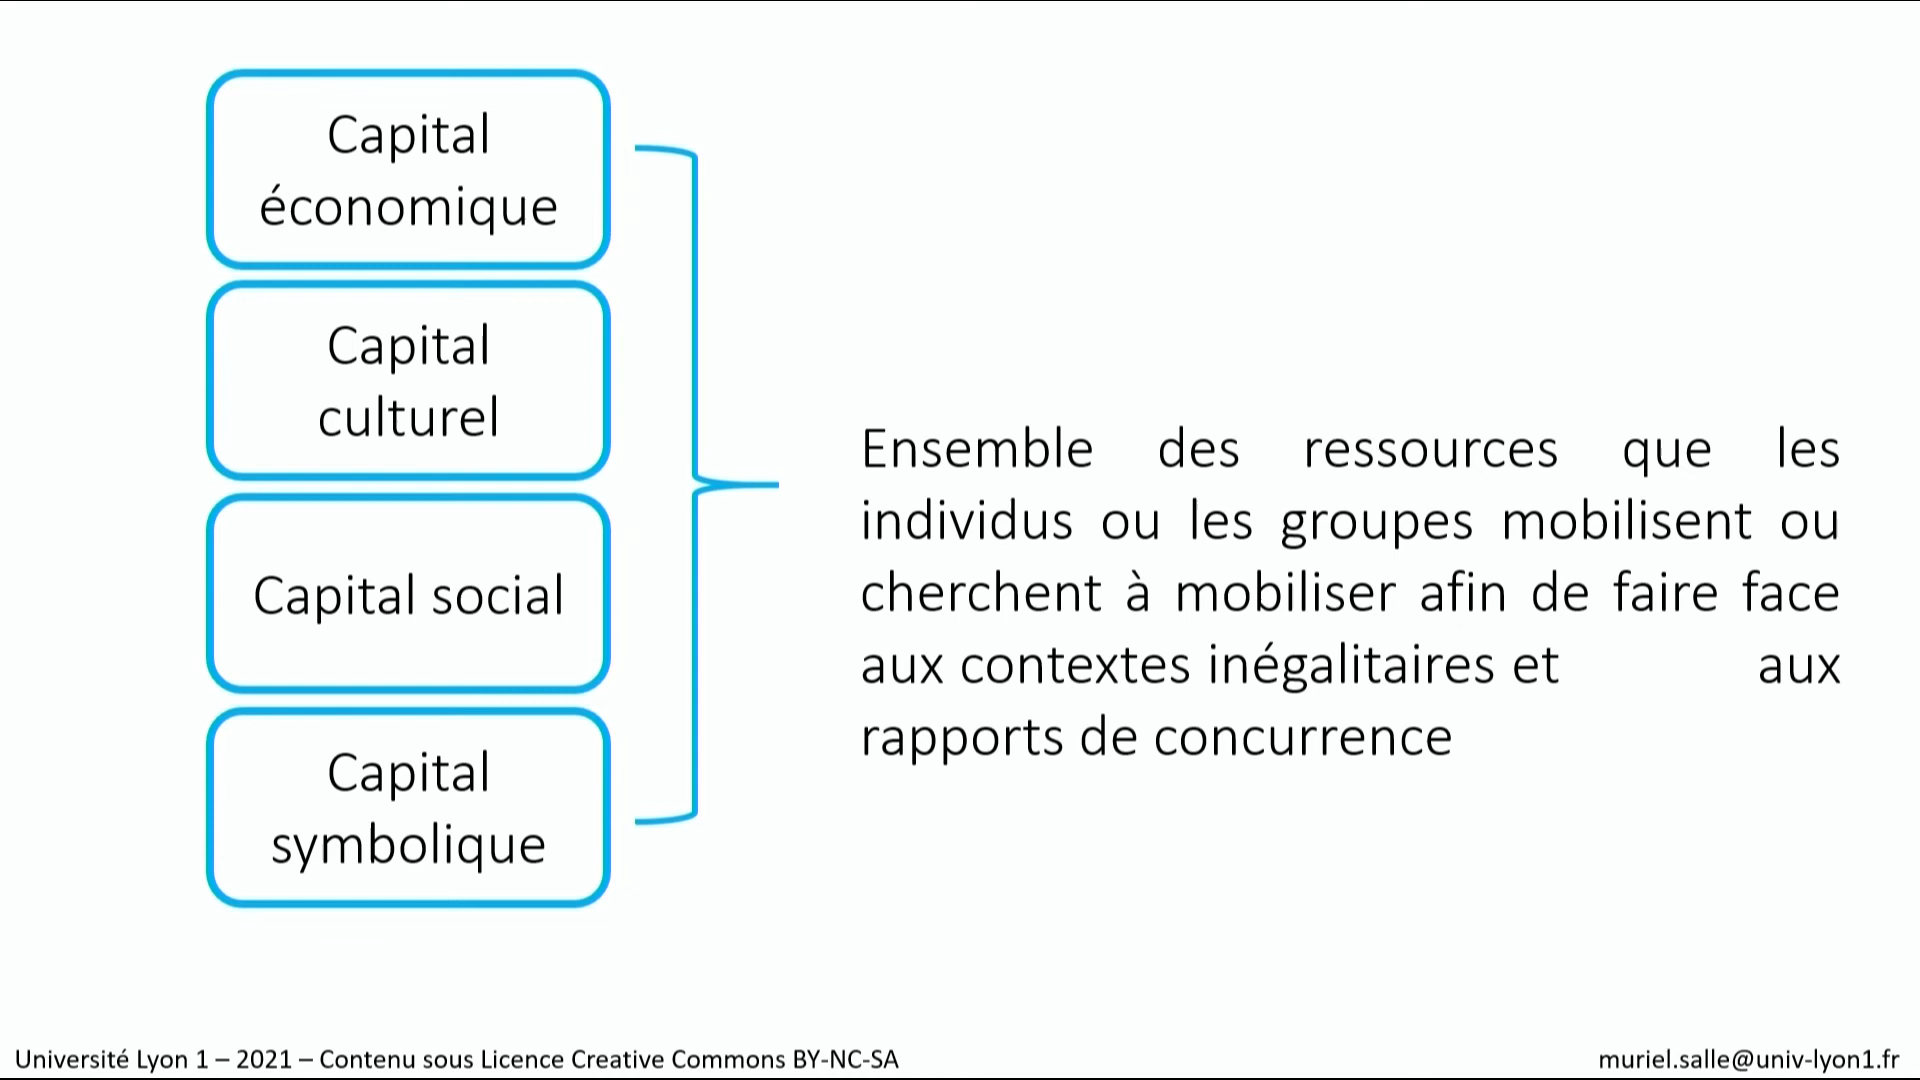 Capital
économique
Capital
culturel
Capital social
Capital
symbolique
Ensemble des ressources que les
individus ou les groupes mobilisent ou
cherchent à mobiliser afin de faire face
aux contextes inégalitaires et aux
rapports de concurrence
Université Lyon 1 – 2021 – Contenu sous Licence Creative Commons BY-NC-SA
muriel.salle@univ-lyon1.fr